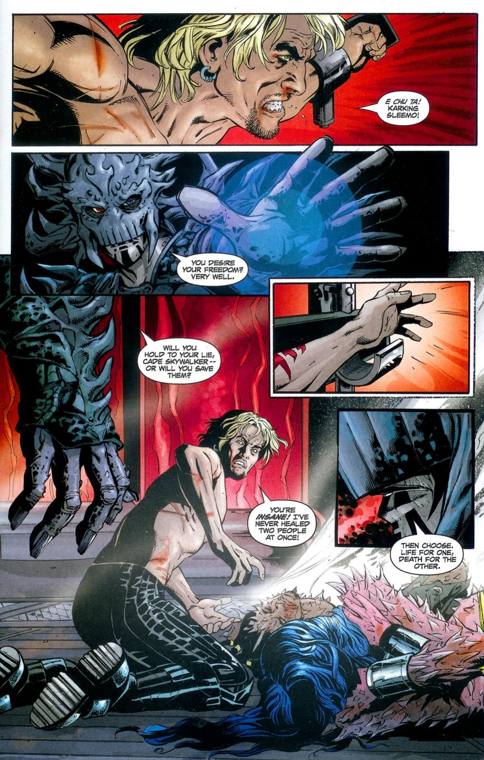 E CHU TA!
KARKING
SLEEMO!
YOU DESIRE
YOUR FREEDOM?
VERY WELL.
WILL YOU
HOLD TO YOUR LIE,
CADE SKYWALKER --
OR WILL YOU SAVE
THEM?
YOU'RE
INSANE! I'VE
NEVER HEALED
TWO PEOPLE
AT ONCE!
THEN CHOOSE.
LIFE FOR ONE,
DEATH FOR THE
OTHER.